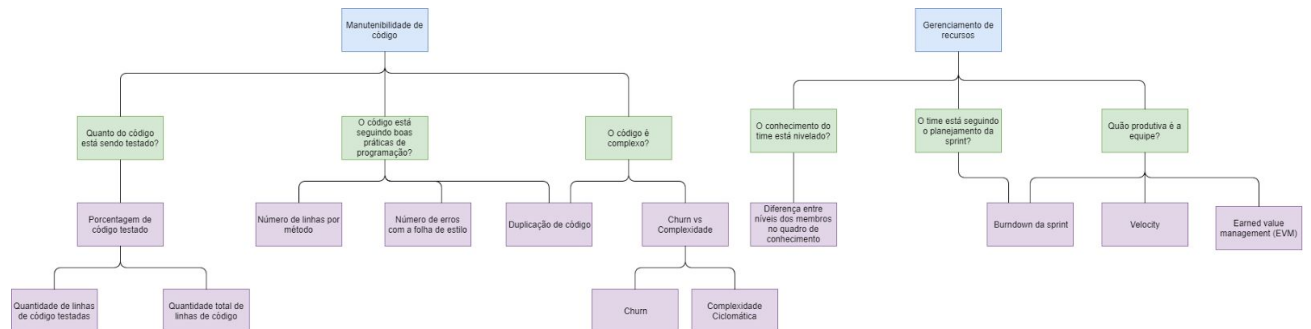 Manutenibilidade de
código
Gerenciamento de
recursos
Quanto do código
está sendo testado?
O código está
seguindo boas
práticas de
programação?
O código é
complexo?
O conhecimento do
time está nivelado?
O time está seguindo
o planejamento da
sprint?
Quão produtiva é a
equipe?
Porcentagem de
código testado
Número de linhas por
método
Número de erros
com a folha de estilo
Duplicação de código
Churn vs
Complexidade
Diferença entre
níveis dos membros
no quadro de
conhecimento
Burndown da sprint
Velocity
Earned value
management (EVM)
Quantidade de linhas
de código testadas
Quantidade total de
linhas de código
Churn
Complexidade
Ciclomática